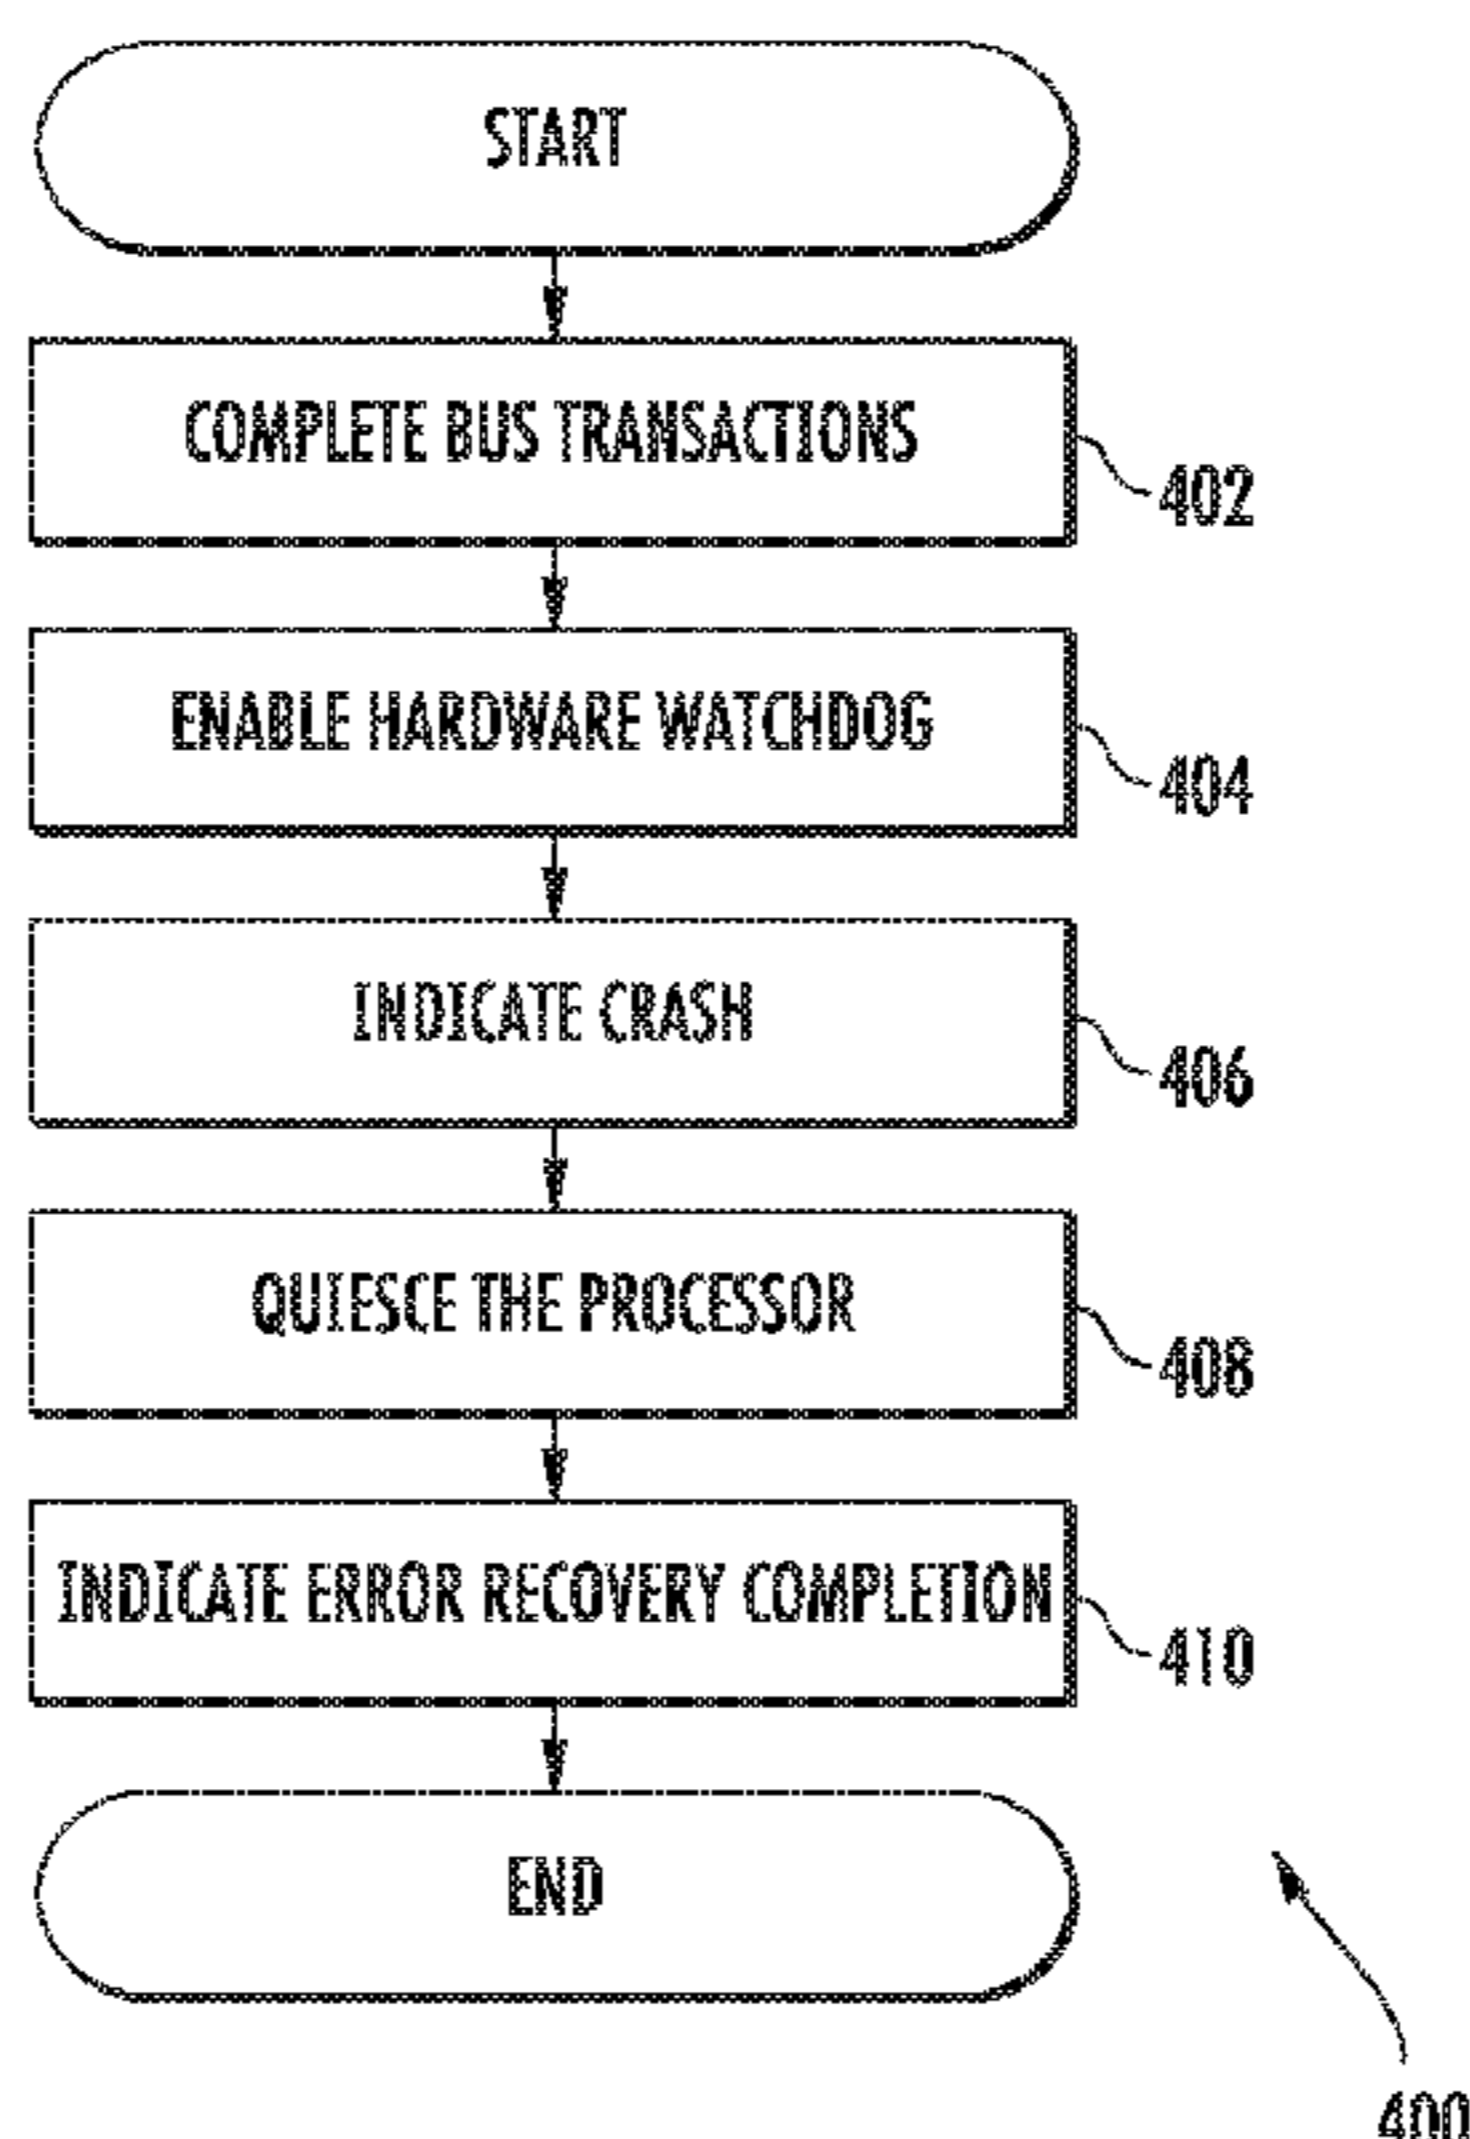 START
COMPLETE BUS TRANSACTIONS
402
ENABLE HARDWARE WATCHDOG
404
INDICATE CRASH
406
QUIESCE THE PROCESSOR
408
INDICATE ERROR RECOVERY COMPLETION
410
END
400